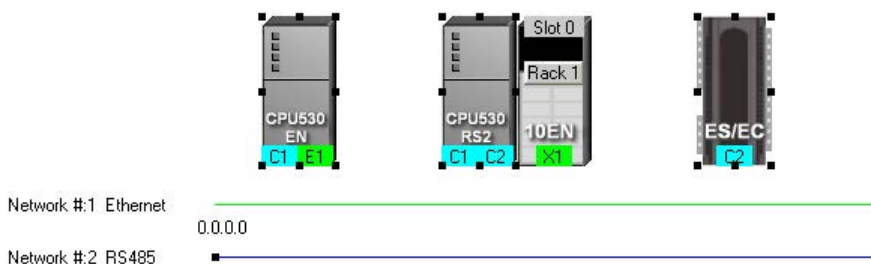 Slot 0
Rack 1
CPU530
EN
C1 E1
CPU530
RS2
C1 C2
10EN
X1
ES/EC
C2
Network #:1 Ethernet
0.0.0.0
Network #:2 RS485